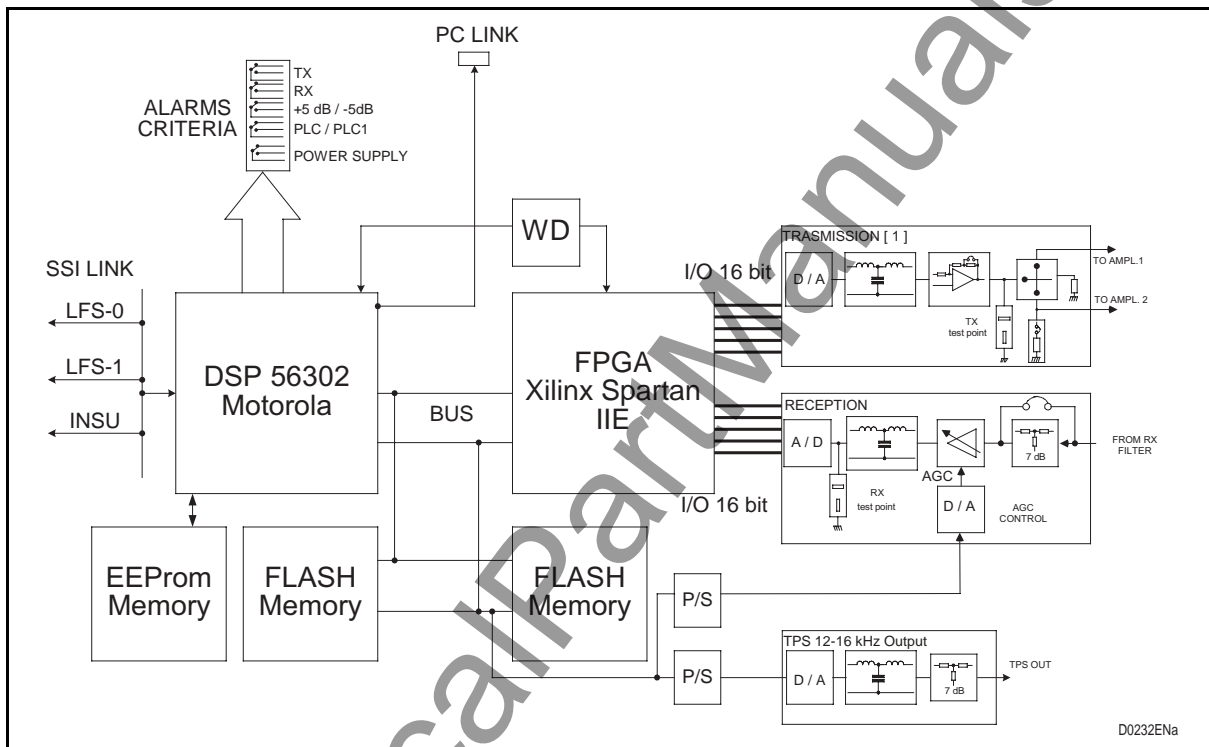 PC LINK
TX
RX
+5 dB / -5dB
PLC / PLC1
POWER SUPPLY
ALARMS
CRITERIA
WD
SSI LINK
LFS-0
LFS-1
INSU
DSP 56302
Motorola
BUS
FPGA
Xilinx Spartan
IIE
I/O 16 bit
I/O 16 bit
TRASMISSION [ 1 ]
D / A
TX
test point
TO AMPL.1
TO AMPL. 2
RECEPTION
A / D
RX
test point
AGC
7 dB
FROM RX
FILTER
D / A
AGC
CONTROL
EEProm
Memory
FLASH
Memory
FLASH
Memory
P/S
P/S
TPS 12-16 kHz Output
D / A
7 dB
TPS OUT
D0232ENa
calPartManuals